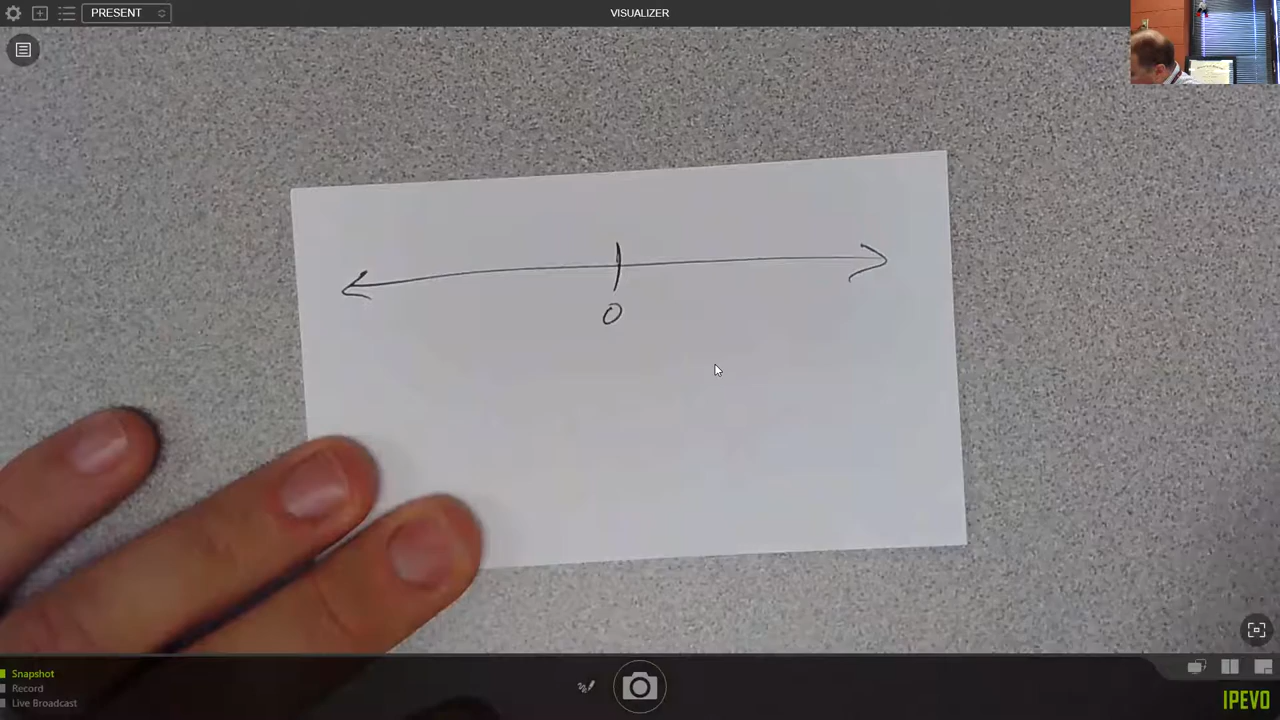 PRESENT
VISUALIZER
0
Snapshot
Record
Live Broadcast
IPEVO